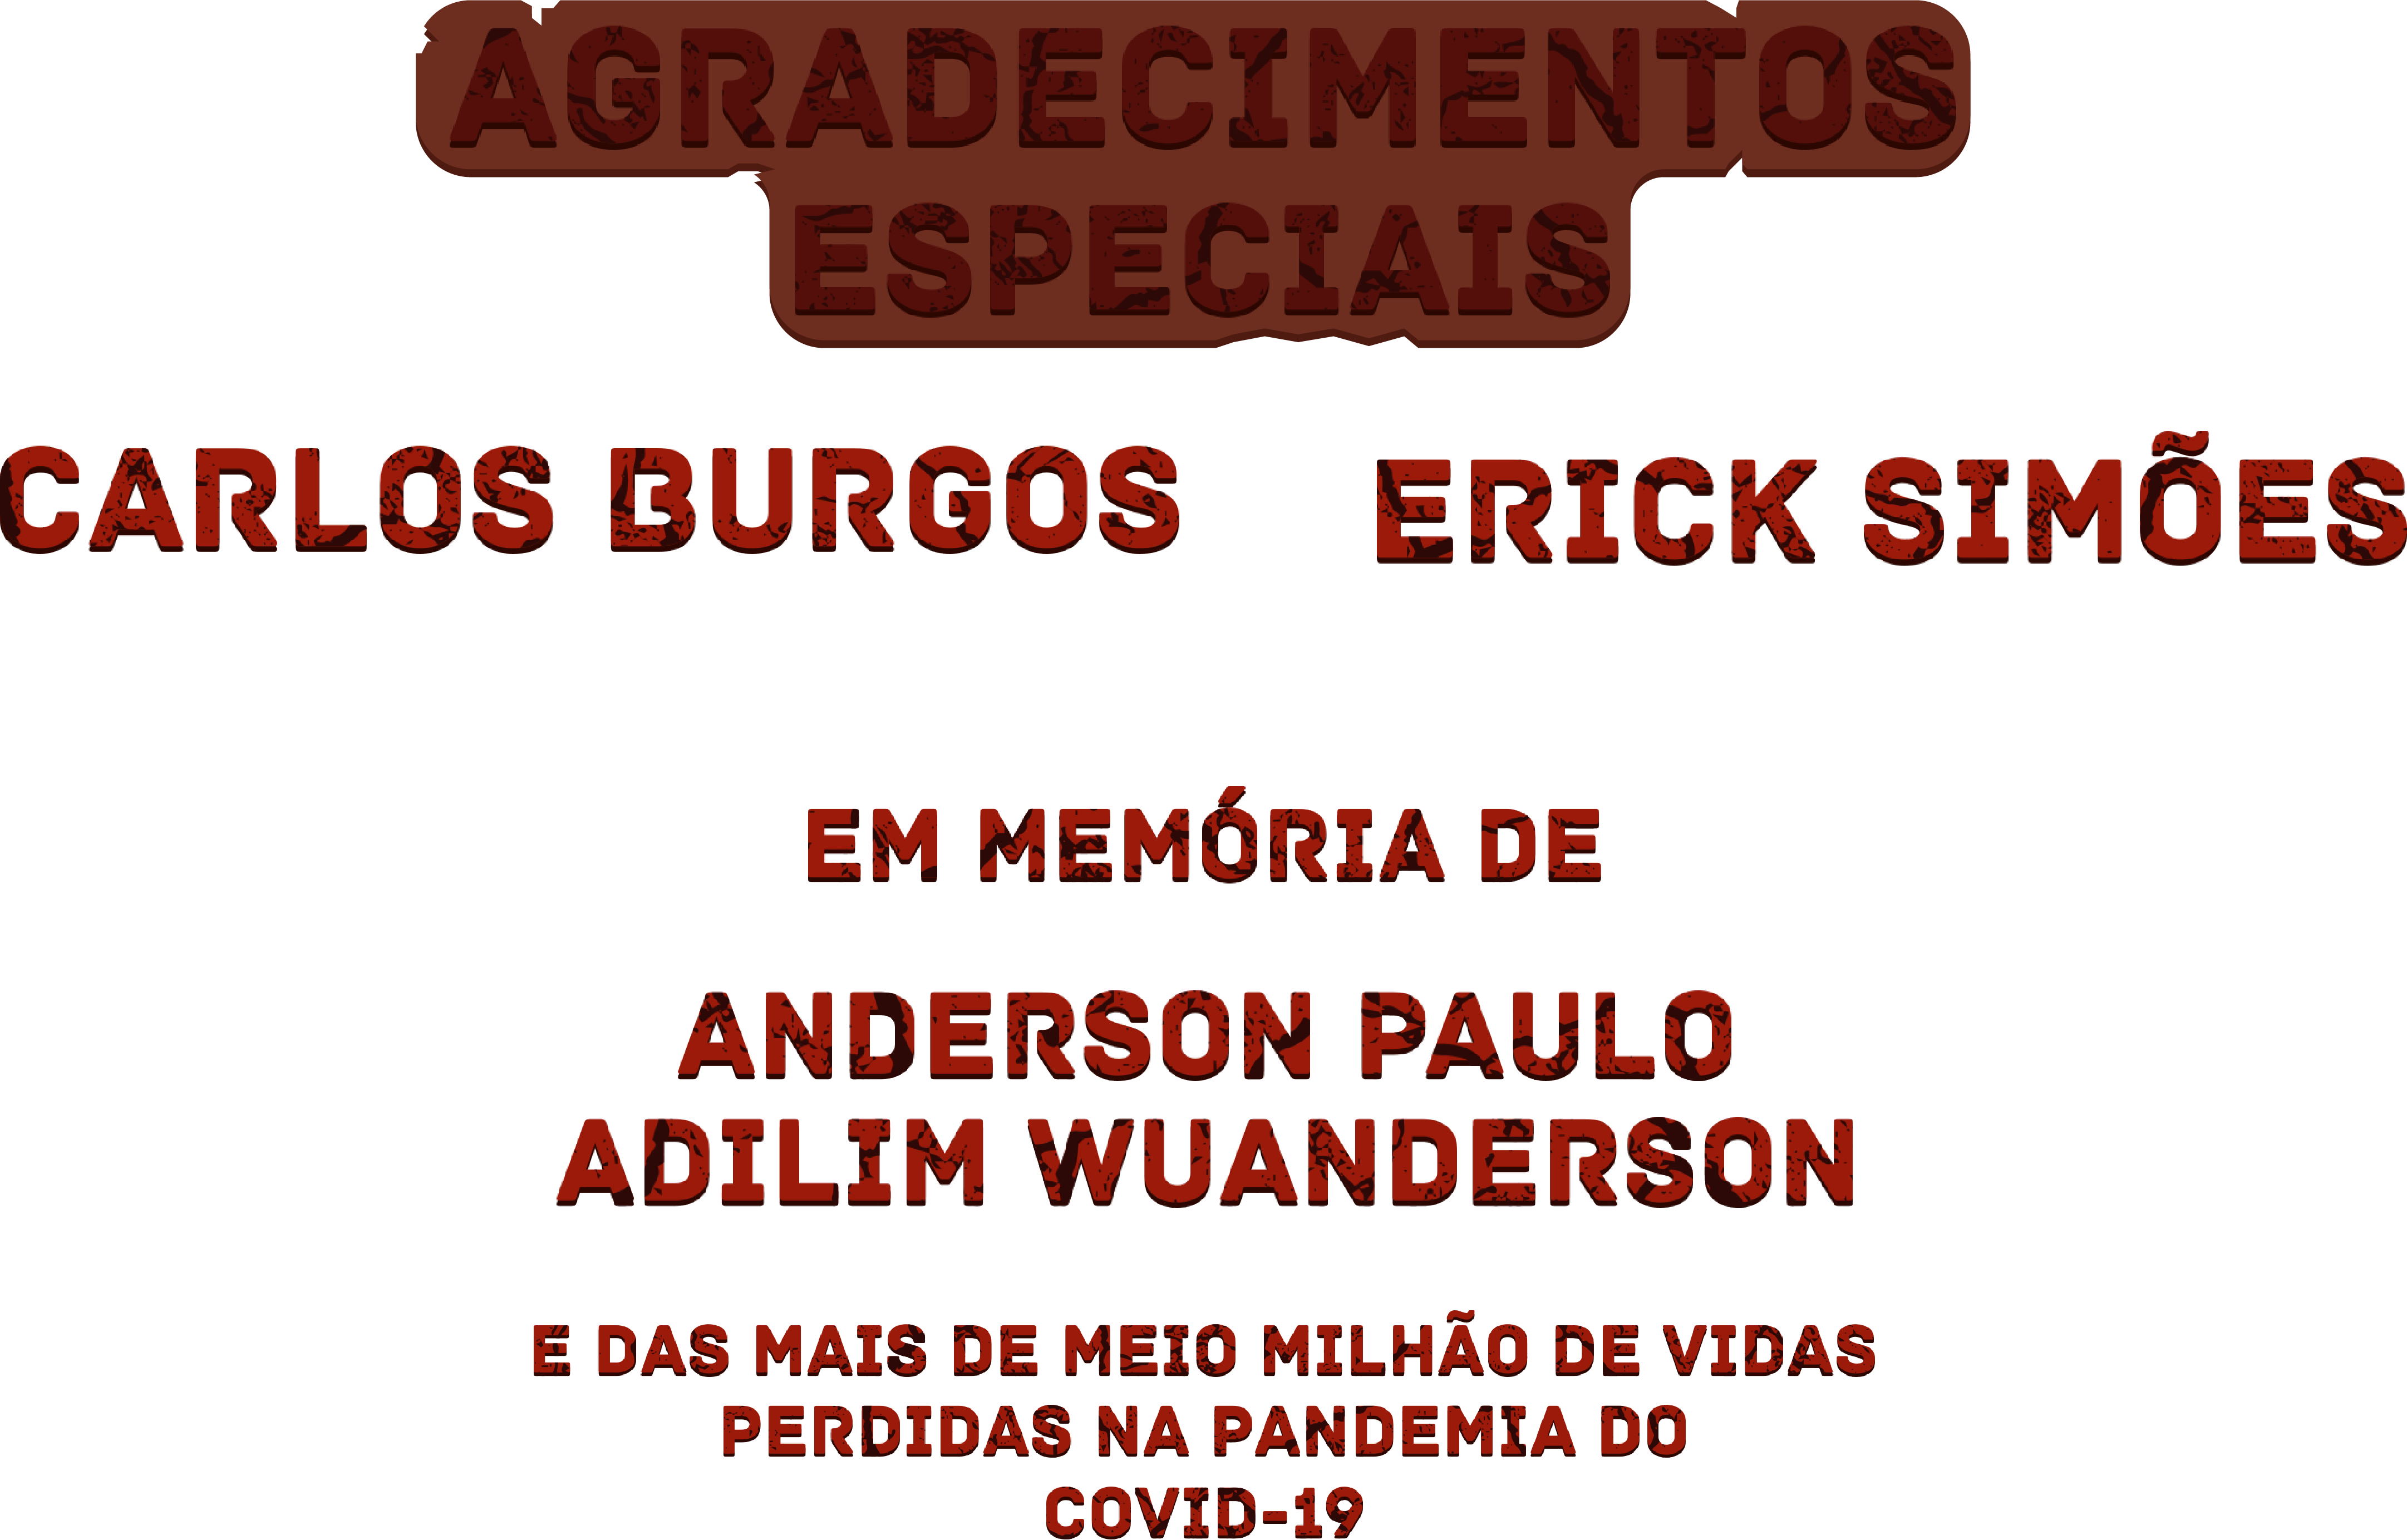 AGRADECIMENTOS
ESPECIAIS
CARLOS BURGOS ERICK SIMÕES
EM MEMÓRIA DE
ANDERSON PAULO
ADILIM WUANDERSON
E DAS MAIS DE MEIO MILHÃO DE VIDAS
PERDIDAS NA PANDEMIA DO
COVID-19